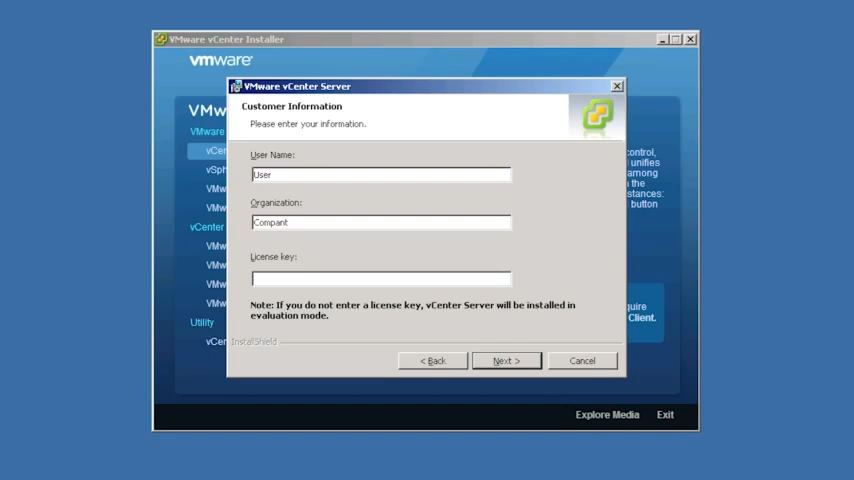 VMware vCenter Installer
vmware
VMware vCenter Server
Customer Information
Please enter your information.
User Name:
User
Organization:
Compant
License key:
Note: If you do not enter a license key, vCenter Server will be installed in
evaluation mode.
InstallShield
< Back
Next >
Cancel
VMw
VMware
vCer
vSph
VMw
VMw
vCenter
VMw
VMw
VMw
VMw
Utility
vCer
control,
unifies
among
the
stances:
button
quire
Client.
Explore Media
Exit